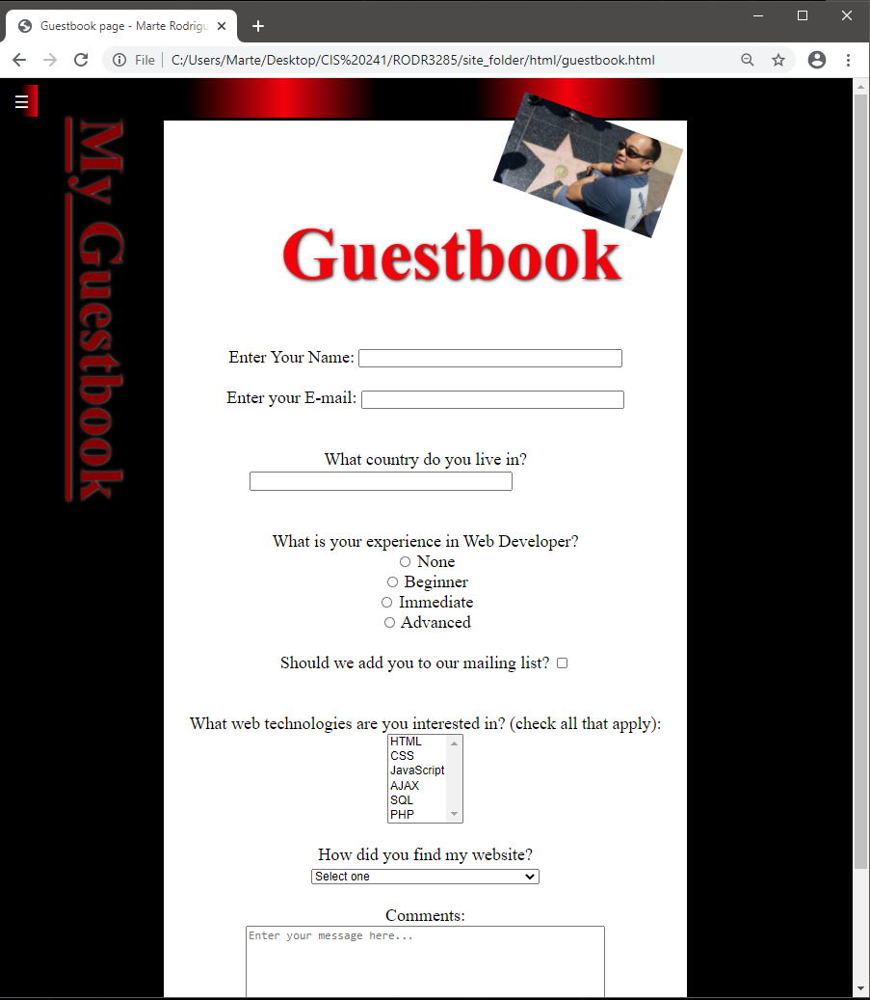 Guestbook page - Marte Rodrigu
File
C:/Users/Marte/Desktop/CIS%20241/RODR3285/site_folder/html/guestbook.html
My Guestbook
Guestbook
Enter Your Name:
Enter your E-mail:
What country do you live in?
What is your experience in Web Developer?
None
Beginner
Immediate
Advanced
Should we add you to our mailing list?
What web technologies are you interested in? (check all that apply):
HTML
CSS
JavaScript
AJAX
SQL
PHP
How did you find my website?
Select one
Comments:
Enter your message here...